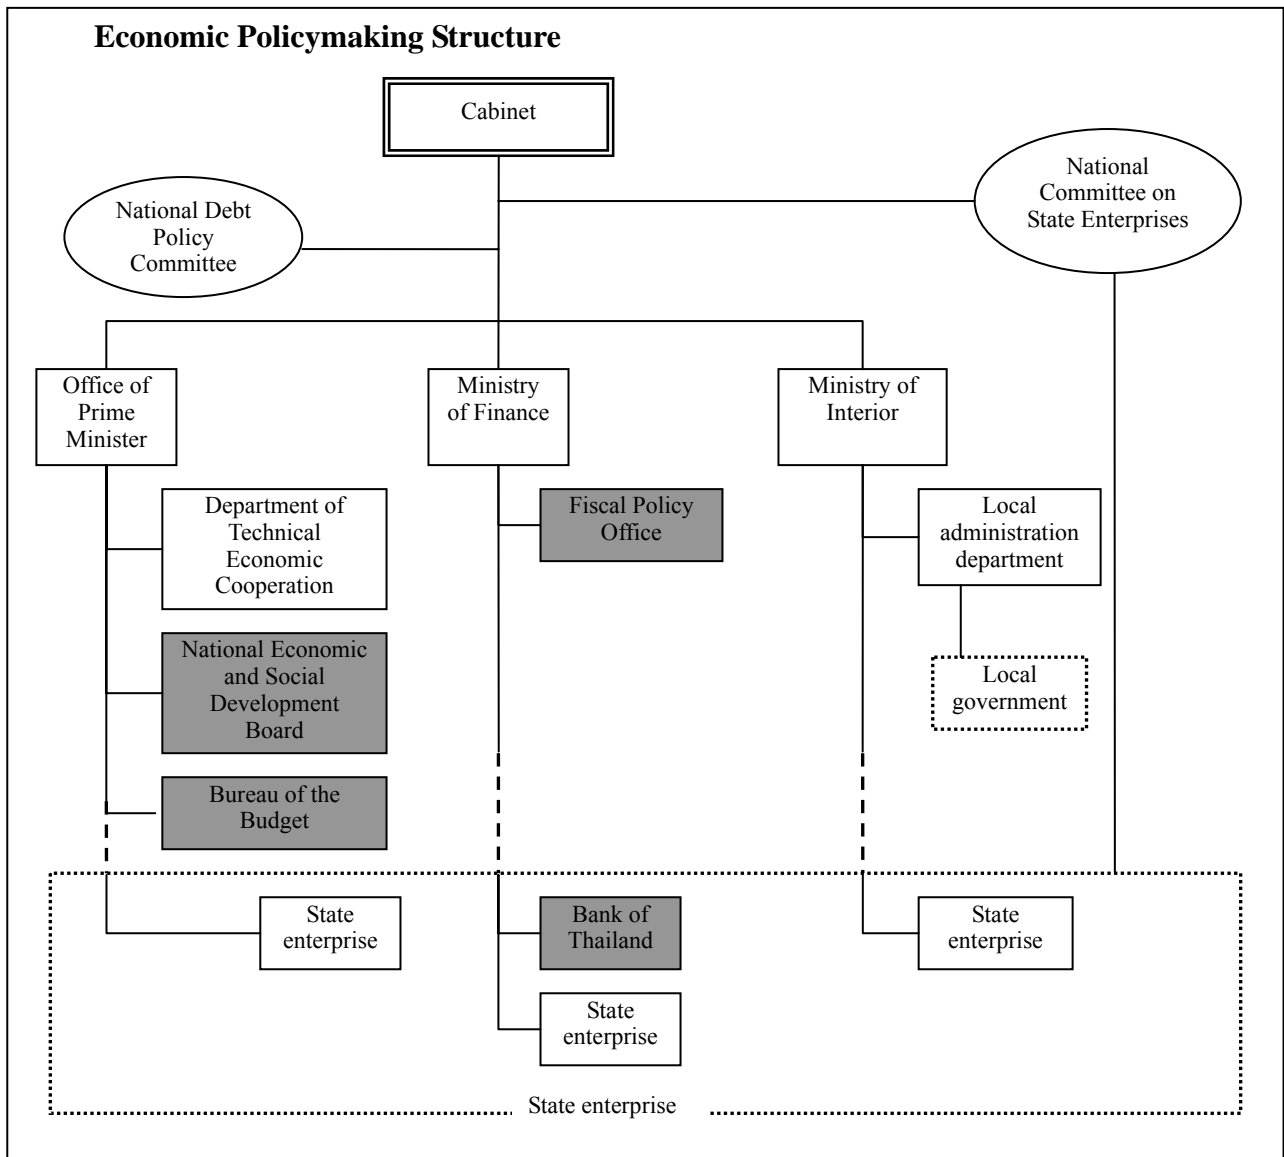 Economic Policymaking Structure
Cabinet
National
Committee on
State Enterprises
National Debt
Policy
Committee
Office of
Prime
Minister
Ministry
of Finance
Ministry of
Interior
Department of
Technical
Economic
Cooperation
Fiscal Policy
Office
Local
administration
department
National Economic
and Social
Development
Board
Local
government
Bureau of the
Budget
State
enterprise
Bank of
Thailand
State
enterprise
State
enterprise
State enterprise